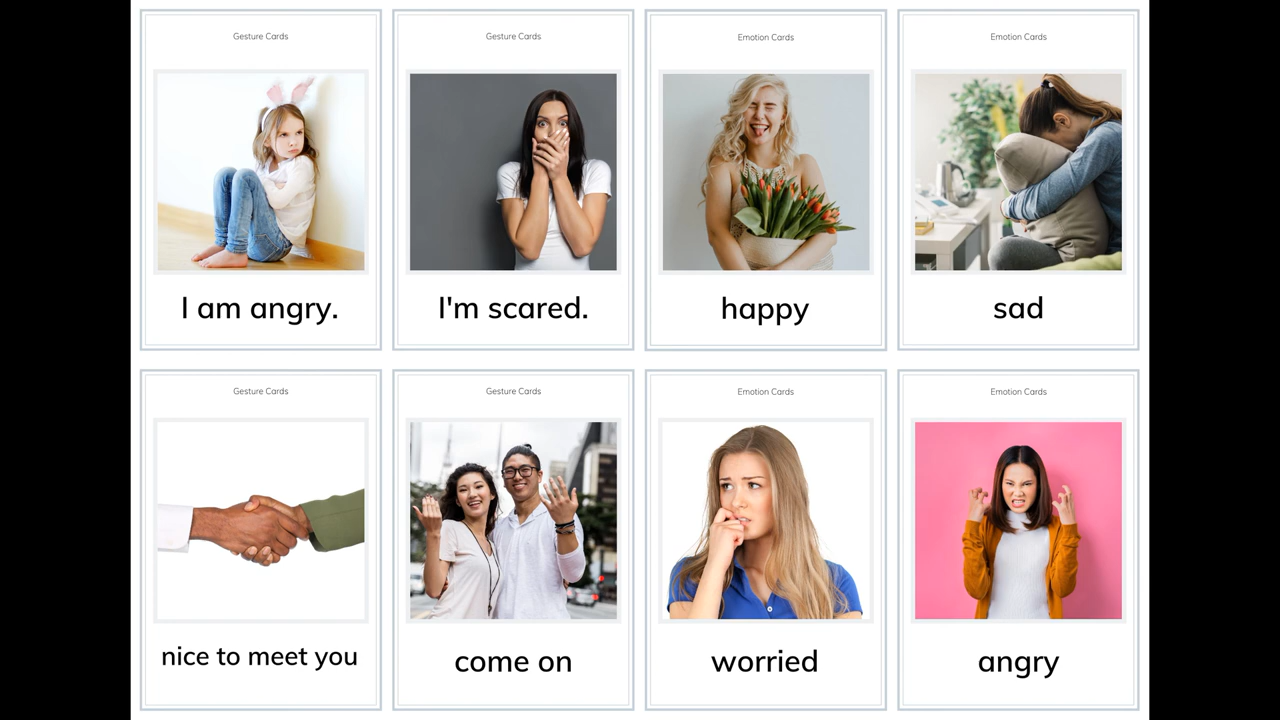 Gesture Cards
I am angry.
Gesture Cards
I'm scared.
Emotion Cards
happy
Emotion Cards
sad
Gesture Cards
nice to meet you
Gesture Cards
come on
Emotion Cards
worried
Emotion Cards
angry